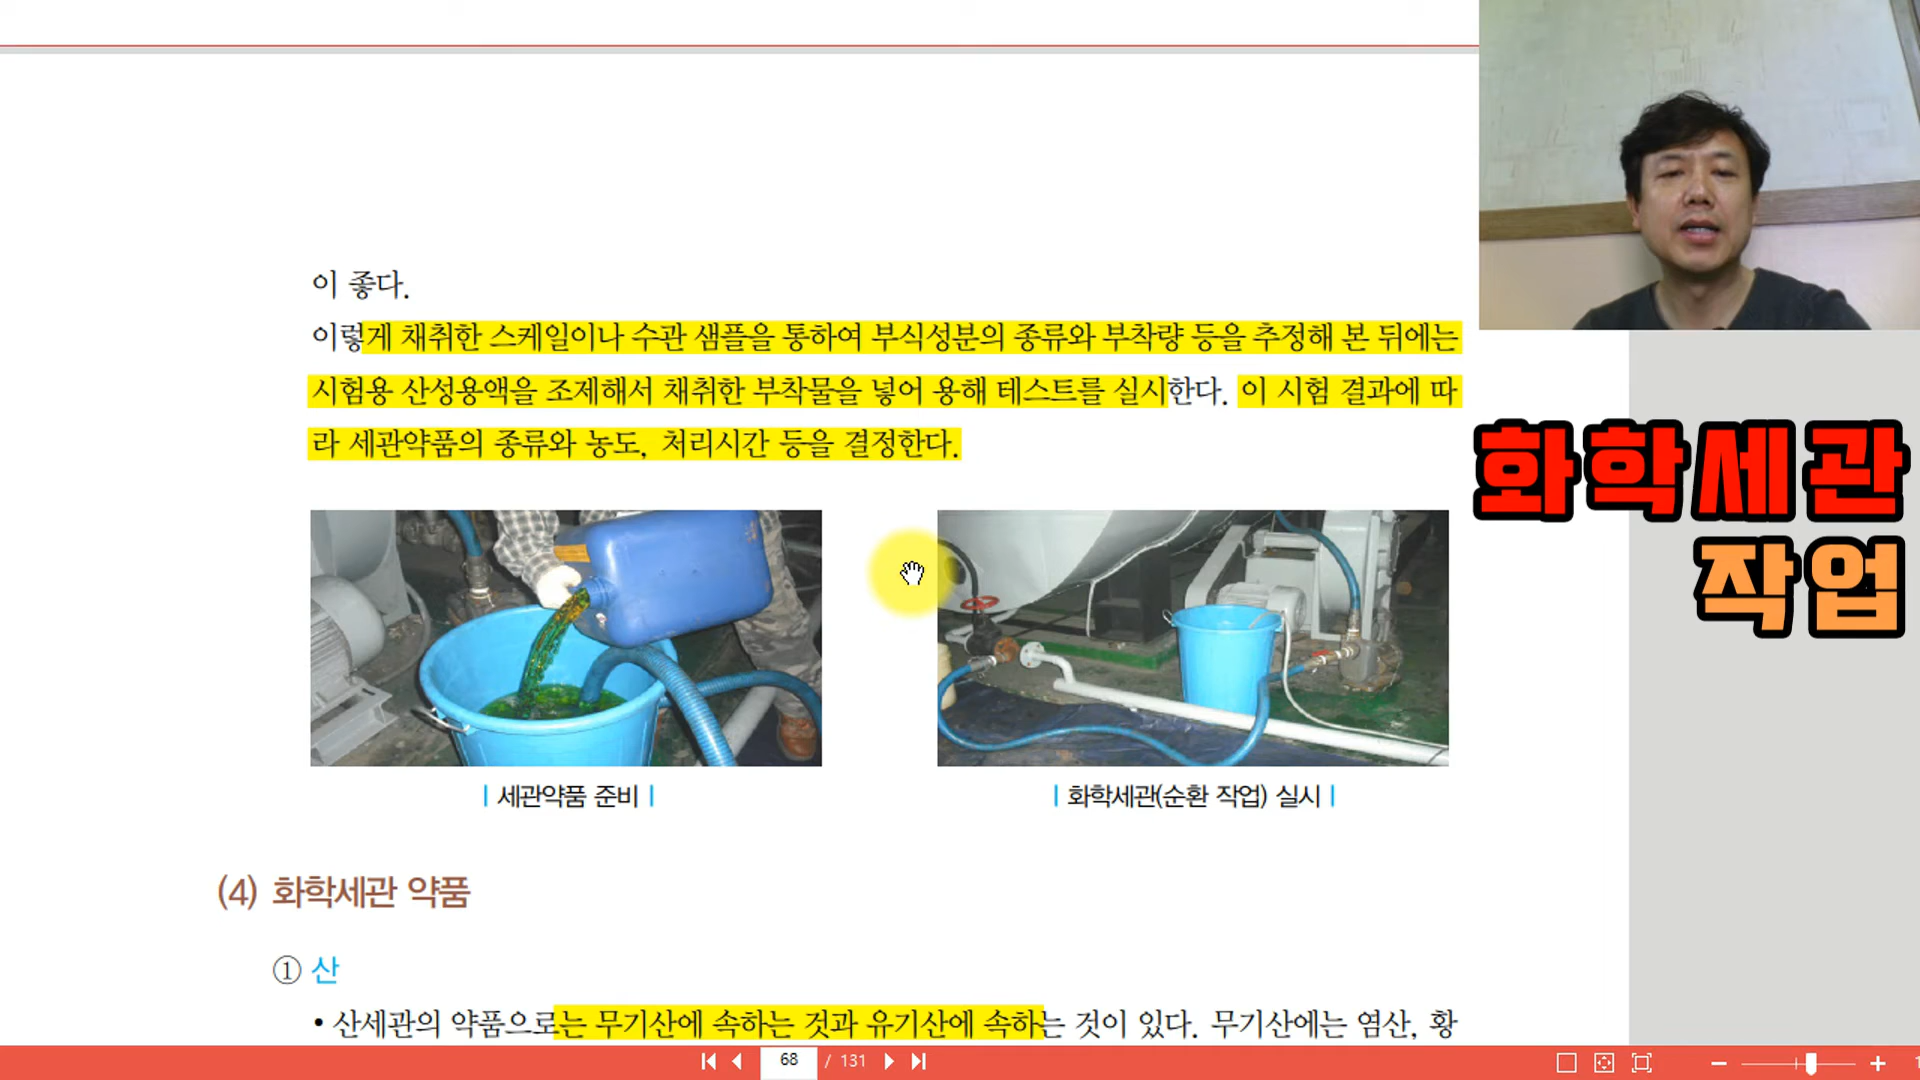 이 좋다.
이렇게 채취한 스케일이나 수관 샘플을 통하여 부식성분의 종류와 부착량 등을 추정해 본 뒤에는
시험용 산성용액을 조제해서 채취한 부착물을 넣어 용해 테스트를 실시한다. 이 시험 결과에 따
라 세관약품의 종류와 농도, 처리시간 등을 결정한다.
화학세관
작업
| 세관약품 준비 |
| 화학세관(순환 작업) 실시 |
(4) 화학세관 약품
① 산
• 산세관의 약품으로는 무기산에 속하는 것과 유기산에 속하는 것이 있다. 무기산에는 염산, 황
68 / 131